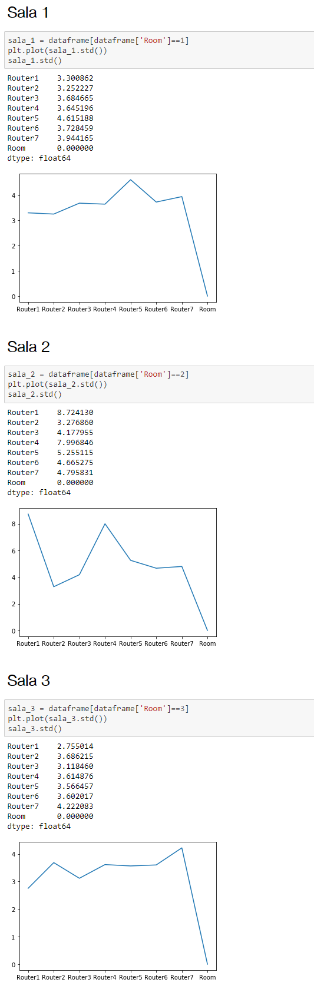 Sala 1
sala_1 = dataframe[dataframe['Room']==1]
plt.plot(sala_1.std())
sala_1.std()
Router1    3.300862
Router2    3.252227
Router3    3.684665
Router4    3.645196
Router5    4.615188
Router6    3.728459
Router7    3.944165
Room       0.000000
dtype: float64
4
3
2
1
0
Router1 Router2 Router3 Router4 Router5 Router6 Router7 Room
Sala 2
sala_2 = dataframe[dataframe['Room']==2]
plt.plot(sala_2.std())
sala_2.std()
Router1    8.724130
Router2    3.276860
Router3    4.177955
Router4    7.996846
Router5    5.255115
Router6    4.665275
Router7    4.795831
Room       0.000000
dtype: float64
8
6
4
2
0
Router1 Router2 Router3 Router4 Router5 Router6 Router7 Room
Sala 3
sala_3 = dataframe[dataframe['Room']==3]
plt.plot(sala_3.std())
sala_3.std()
Router1    2.755014
Router2    3.686215
Router3    3.118460
Router4    3.614876
Router5    3.566457
Router6    3.602017
Router7    4.222083
Room       0.000000
dtype: float64
4
3
2
1
0
Router1 Router2 Router3 Router4 Router5 Router6 Router7 Room